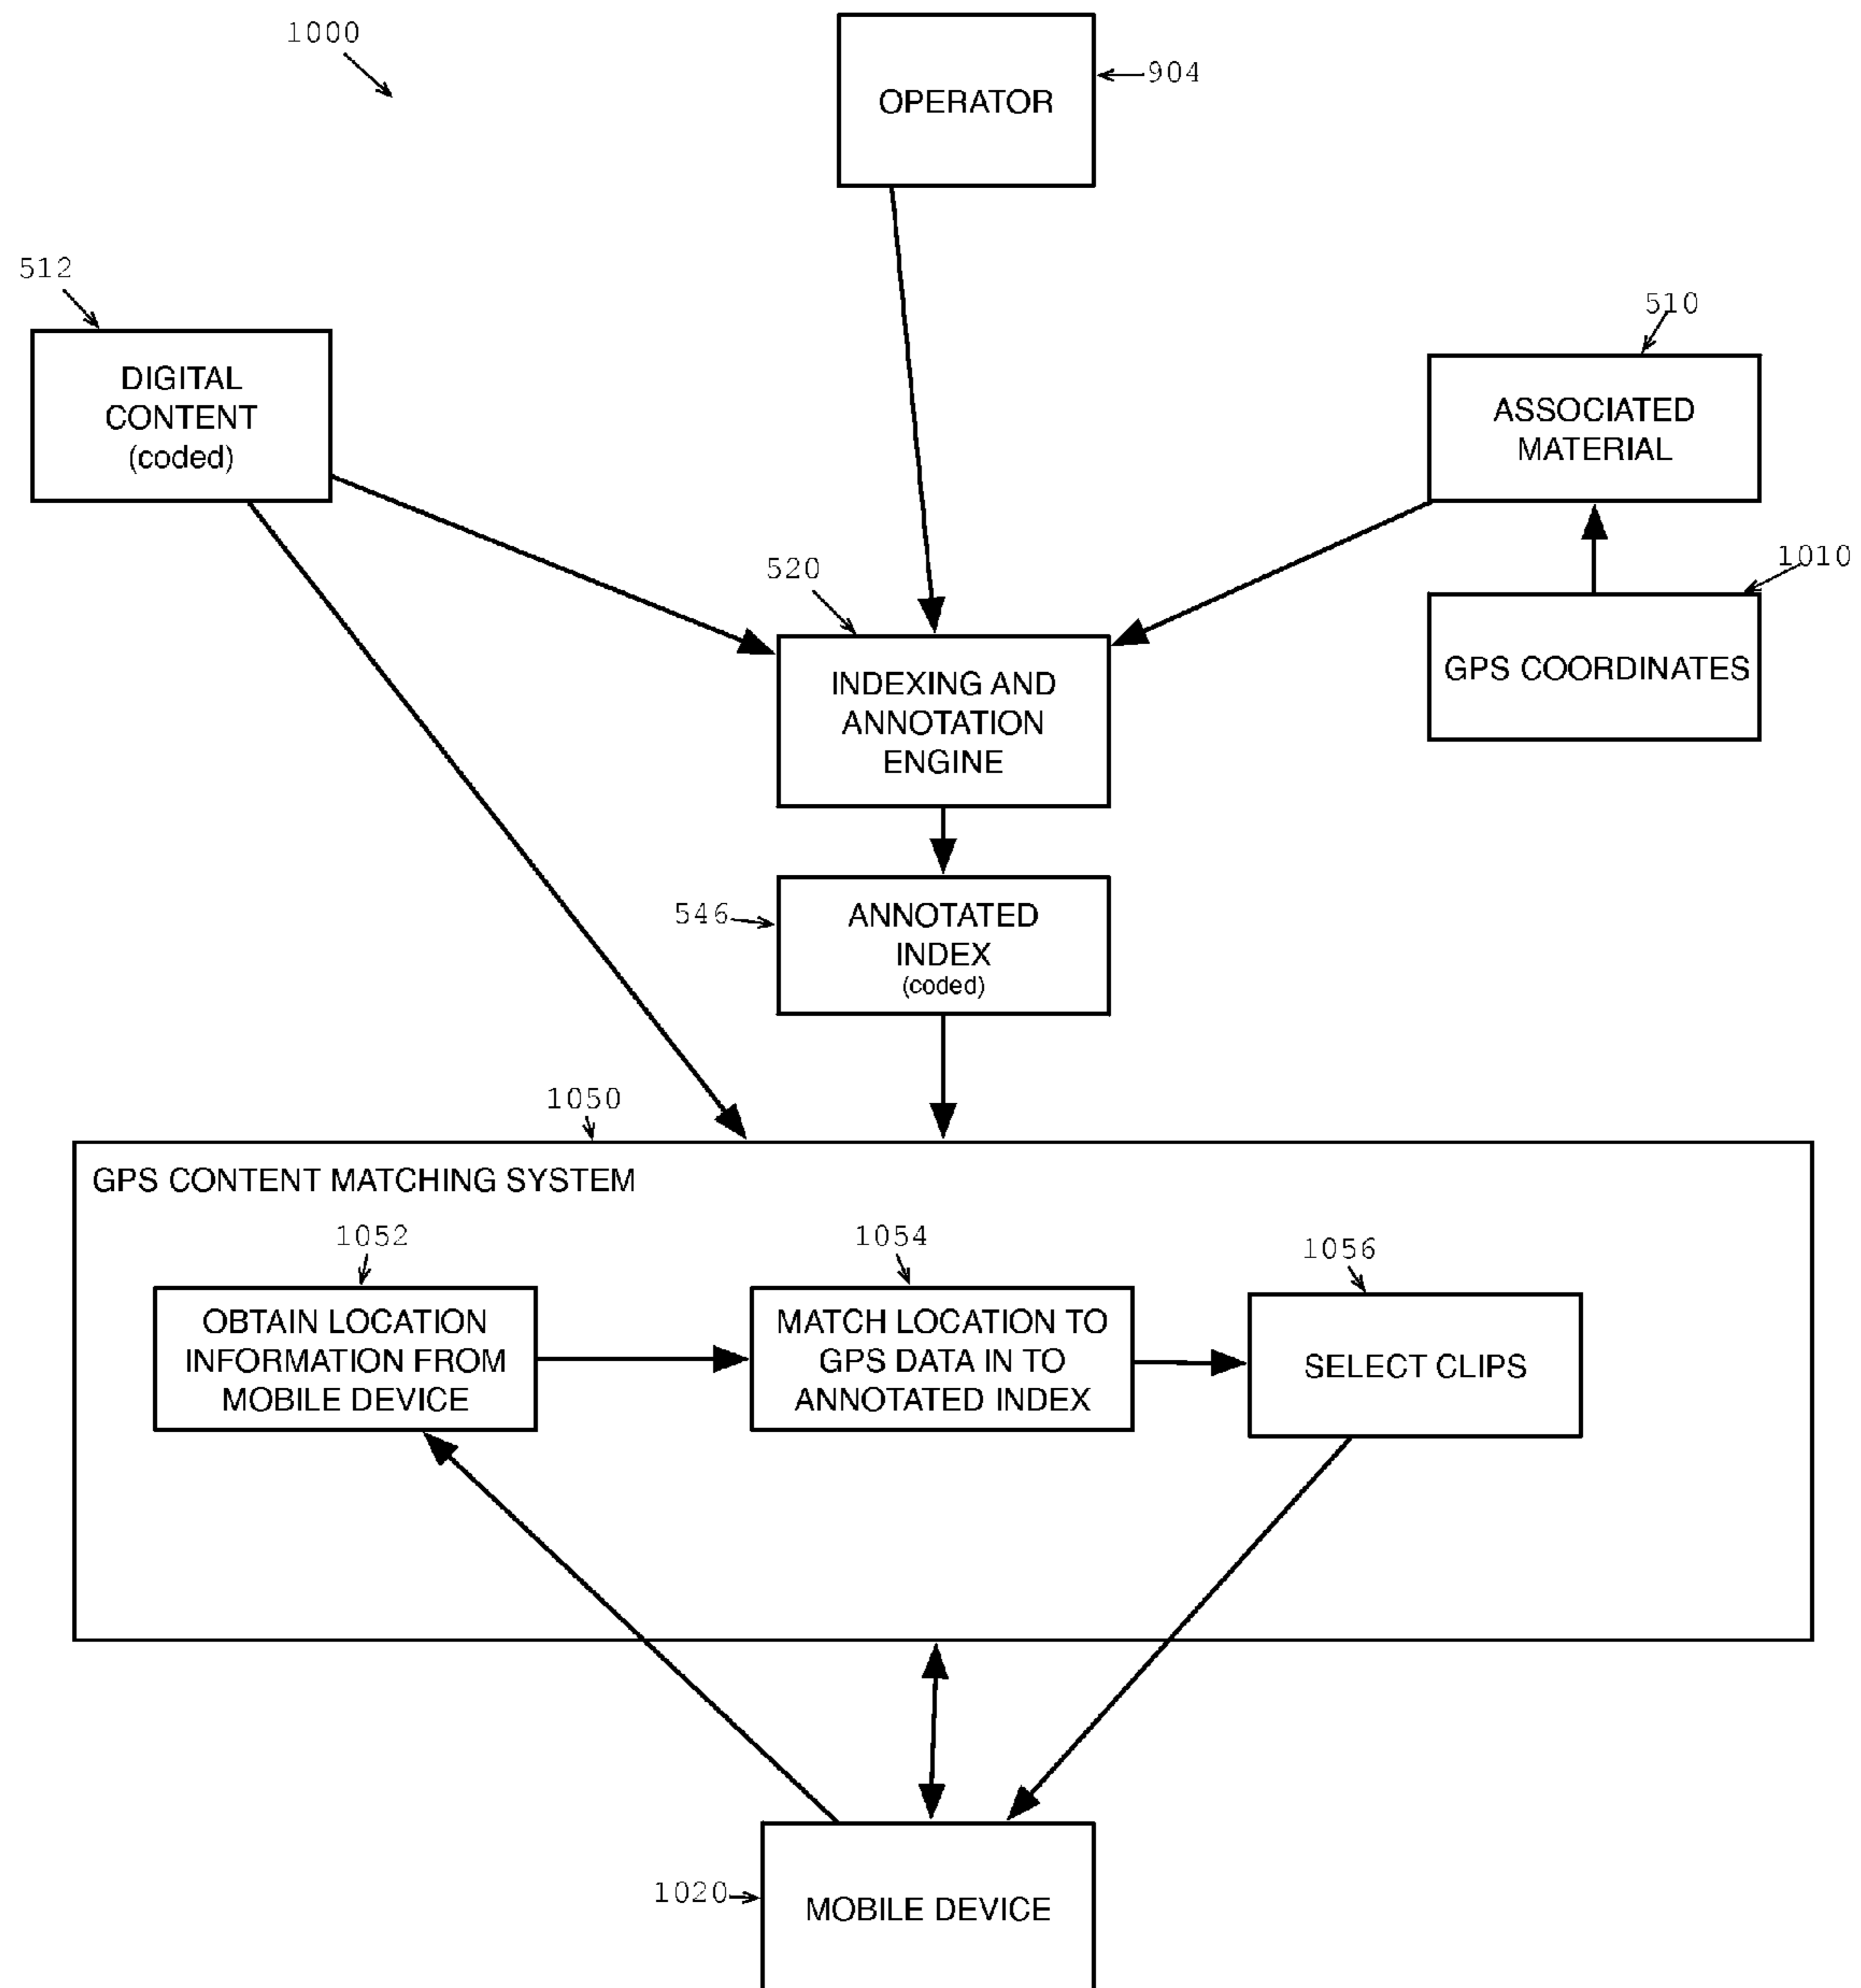 1000
904
OPERATOR
512
DIGITAL
CONTENT
(coded)
510
ASSOCIATED
MATERIAL
1010
GPS COORDINATES
520
INDEXING AND
ANNOTATION
ENGINE
546
ANNOTATED
INDEX
(coded)
1050
GPS CONTENT MATCHING SYSTEM
1052
OBTAIN LOCATION
INFORMATION FROM
MOBILE DEVICE
1054
MATCH LOCATION TO
GPS DATA IN TO
ANNOTATED INDEX
1056
SELECT CLIPS
1020
MOBILE DEVICE